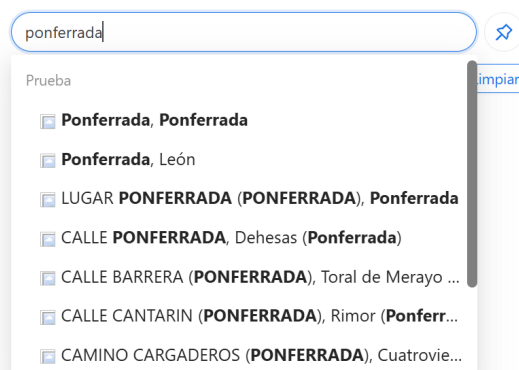 ponferrada
Prueba
impiar
Ponferrada, Ponferrada
Ponferrada, León
LUGAR PONFERRADA (PONFERRADA), Ponferrada
CALLE PONFERRADA, Dehesas (Ponferrada)
CALLE BARRERA (PONFERRADA), Toral de Merayo ...
CALLE CANTARIN (PONFERRADA), Rimor (Ponferr...
CAMINO CARGADEROS (PONFERRADA), Cuatrovie...